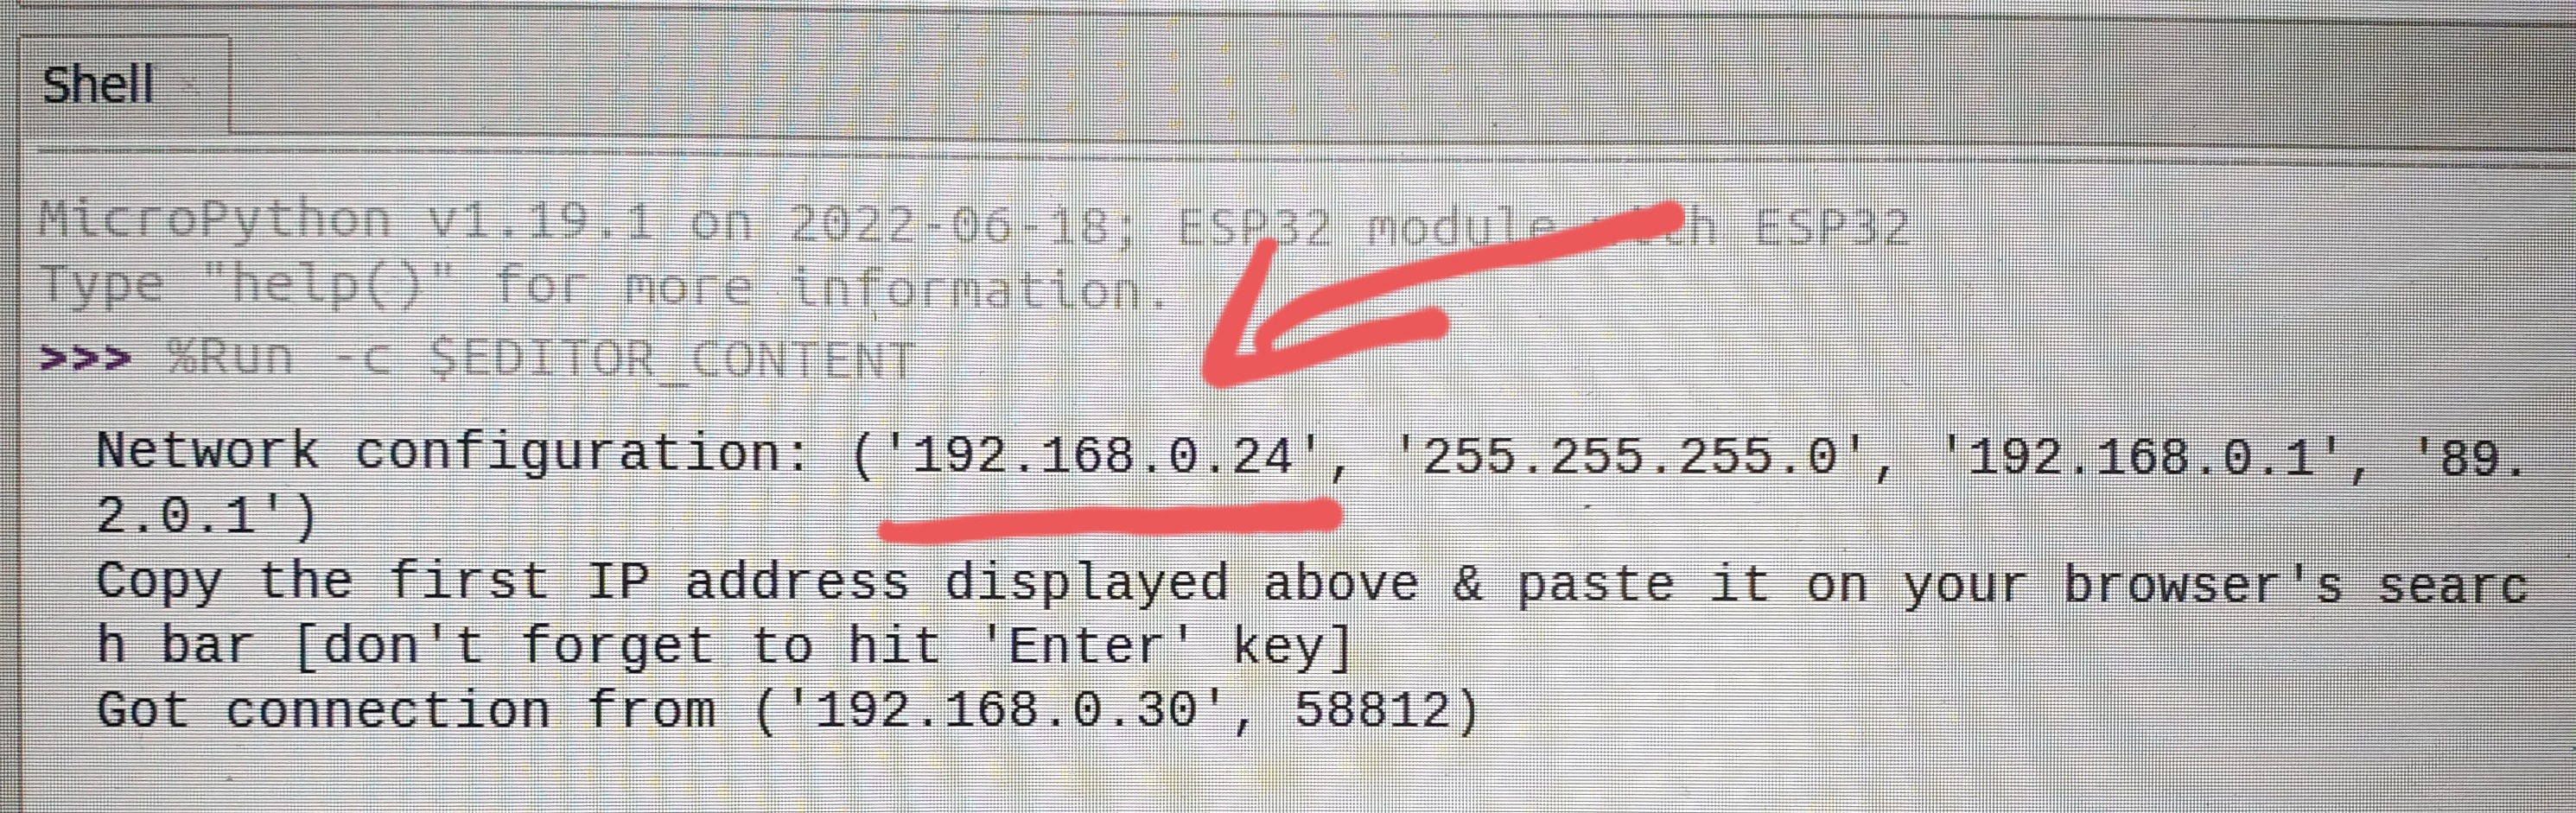 Shell
MicroPython v1.19.1 on 2022-06-18; ESP32 module with ESP32
Type "help()" for more information.
>>> %Run -c $EDITOR_CONTENT
Network configuration: ('192.168.0.24', '255.255.255.0', '192.168.0.1', '89.
2.0.1')
Copy the first IP address displayed above & paste it on your browser's searc
h bar [don't forget to hit 'Enter' key]
Got connection from ('192.168.0.30', 58812)